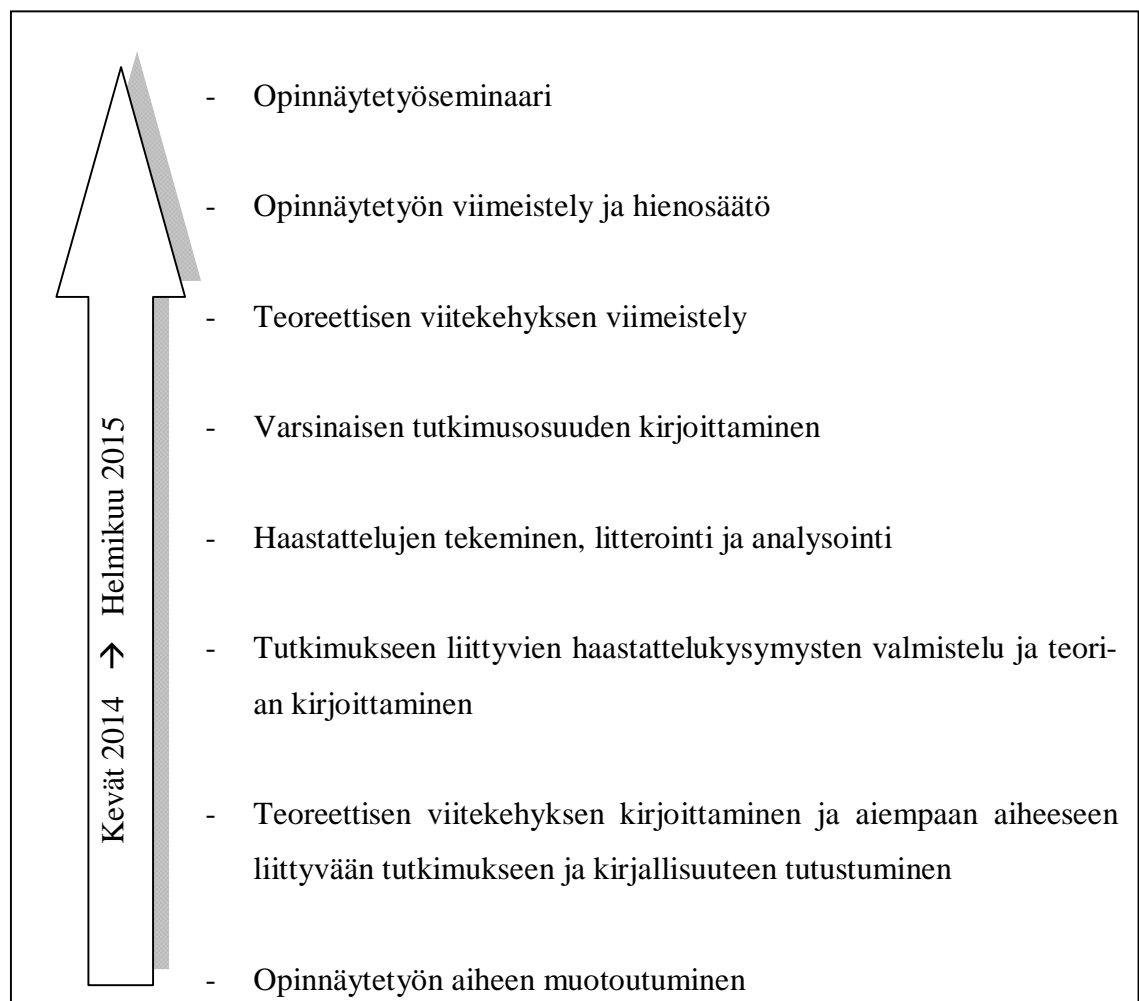 - Opinnäytetyöseminaari
- Opinnäytetyön viimeistely ja hienosäätö
- Teoreettisen viitekehyksen viimeistely
- Varsinaisen tutkimusosuuden kirjoittaminen
- Haastattelujen tekeminen, litterointi ja analysointi
- Tutkimukseen liittyvien haastattelukysymysten valmistelu ja teori-
an kirjoittaminen
- Teoreettisen viitekehyksen kirjoittaminen ja aiempaan aiheeseen
liittyvään tutkimukseen ja kirjallisuuteen tutustuminen
- Opinnäytetyön aiheen muotoutuminen
Kevät 2014 → Helmikuu 2015